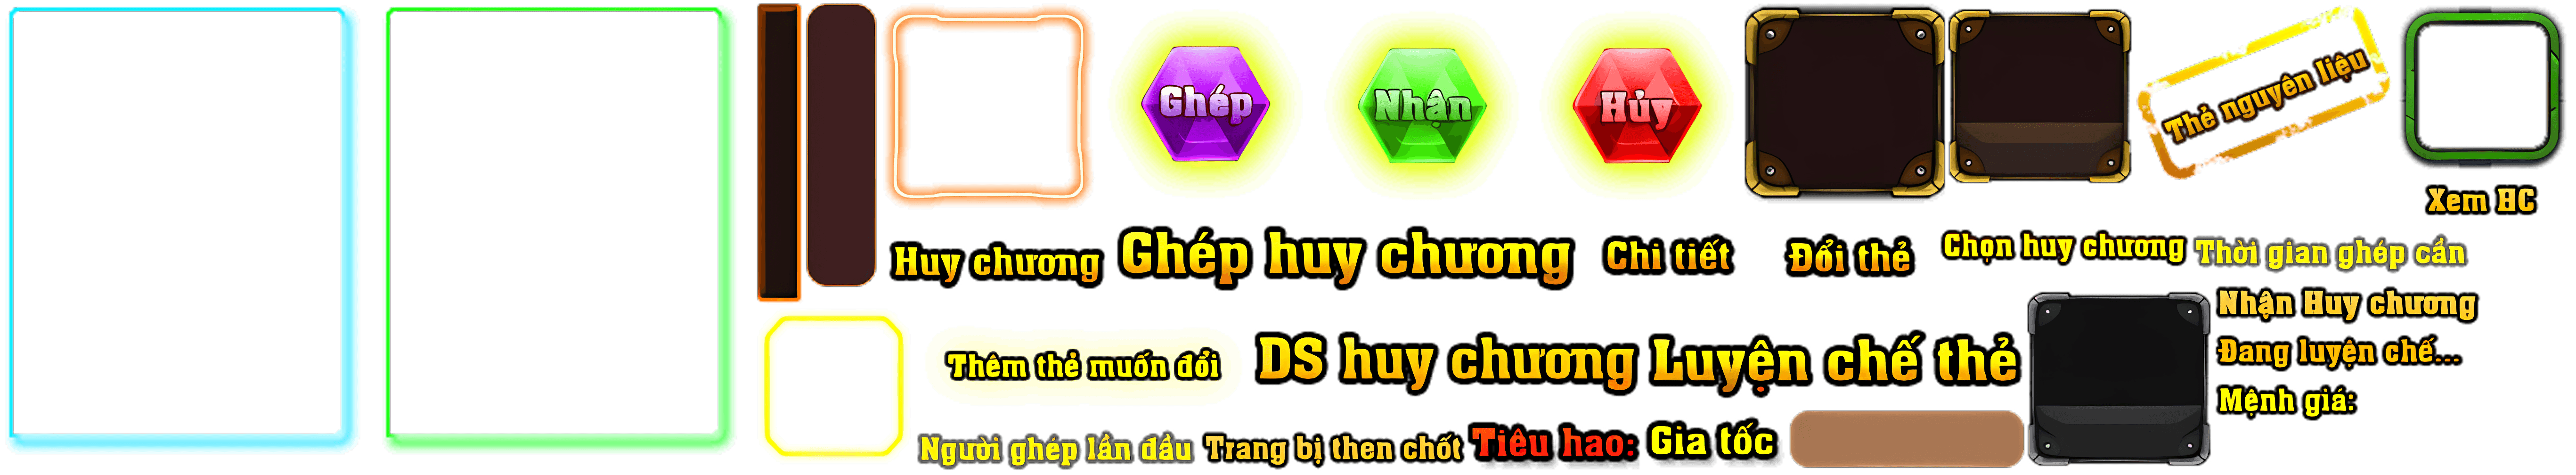 Ghép
Nhận
Hủy
Thẻ nguyên liệu
Xem HC
Huy chương
Ghép huy chương
Chi tiết
Đổi thẻ
Chọn huy chương
Thời gian ghép cần
Nhận Huy chương
Thêm thẻ muốn đổi
DS huy chương
Luyện chế thẻ
Đang luyện chế...
Mệnh giá:
Người ghép lần đầu
Trang bị then chốt
Tiêu hao:
Gia tốc